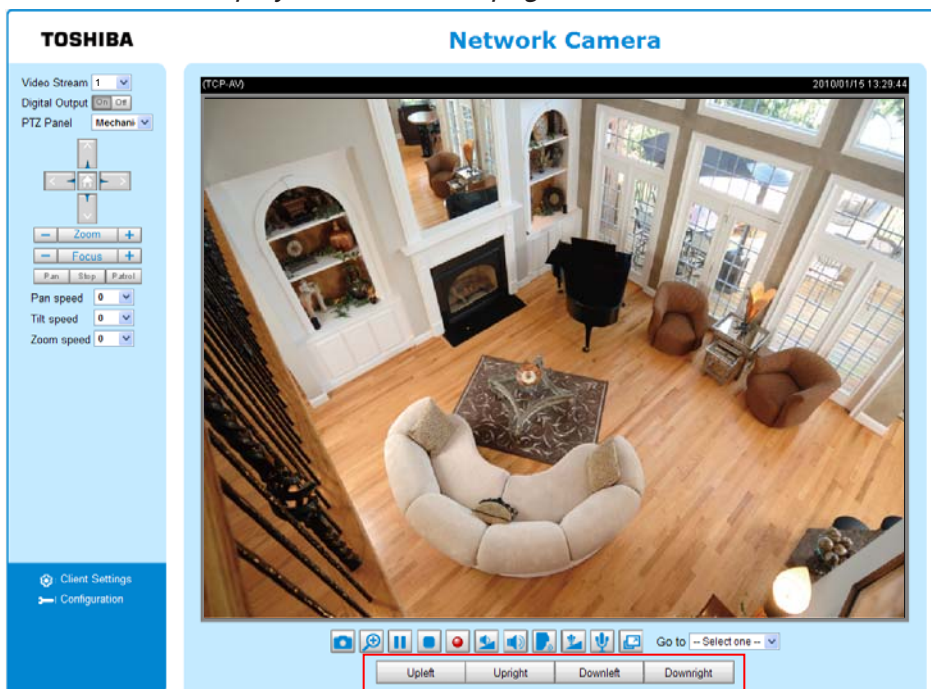 TOSHIBA
Network Camera
Video Stream 1
Digital Output On Off
PTZ Panel Mechani
(TCP-AV) 2010/01/15 13:29:44
Zoom
Focus
Pan Stop Patrol
Pan speed 0
Tilt speed 0
Zoom speed 0
Client Settings
Configuration
Go to -- Select one --
Upleft Upright Downleft Downright